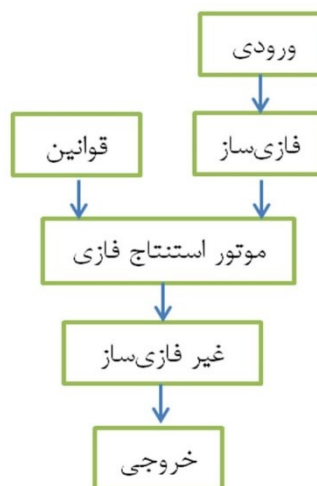 ورودی
فازی‌ساز
قوانین
موتور استنتاج فازی
غیر فازی‌ساز
خروجی